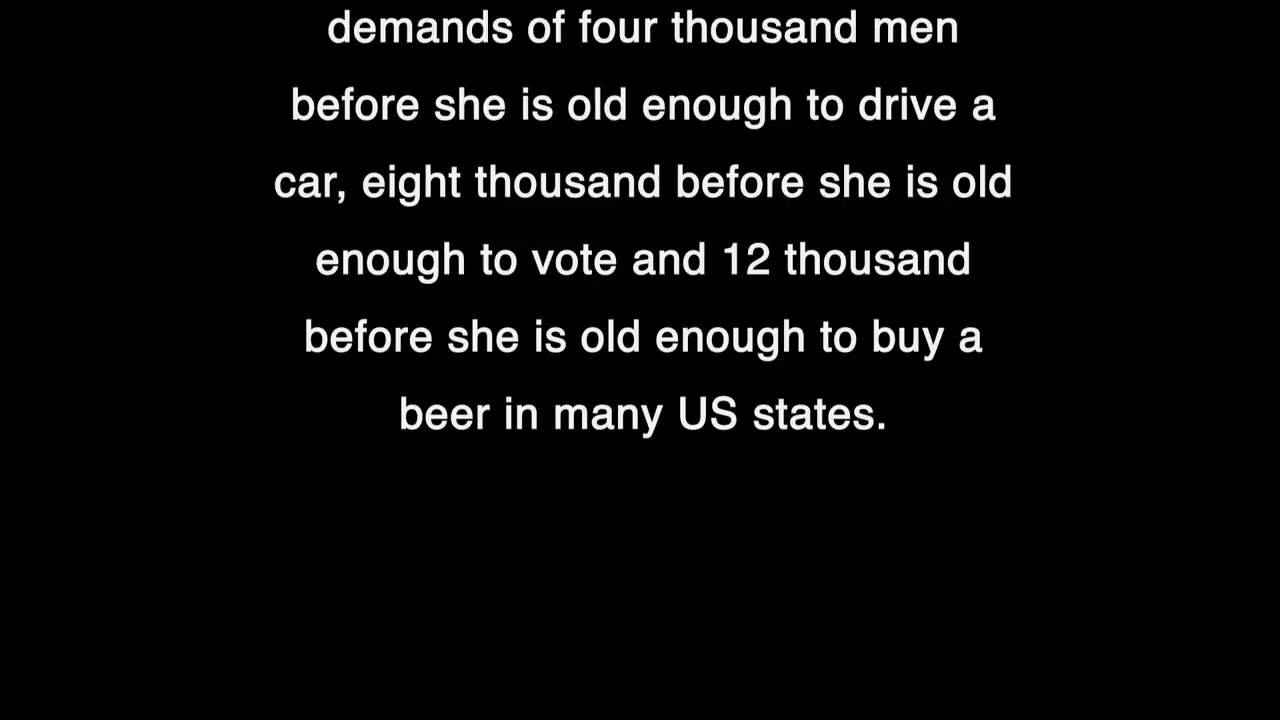 demands of four thousand men
before she is old enough to drive a
car, eight thousand before she is old
enough to vote and 12 thousand
before she is old enough to buy a
beer in many US states.